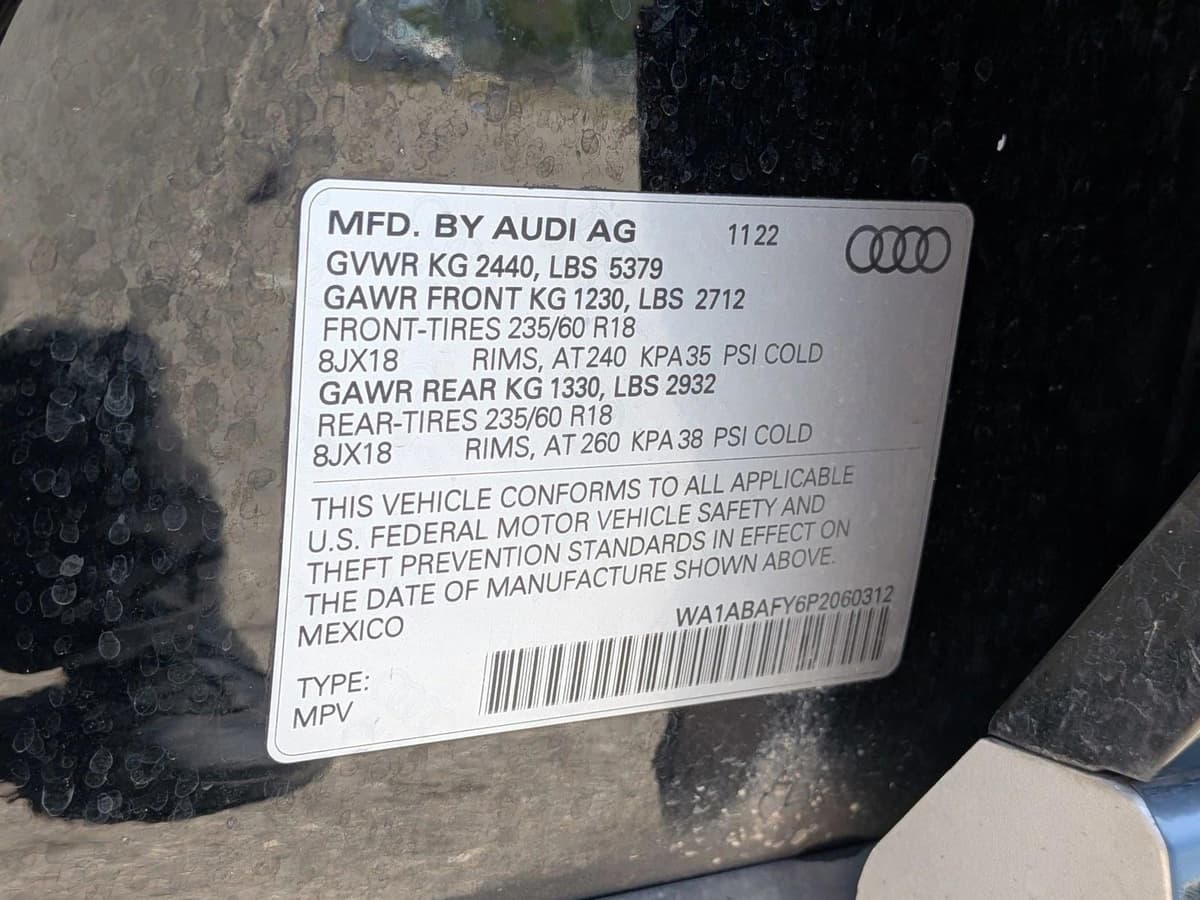 MFD. BY AUDI AG 11 22
GVWR KG 2440, LBS 5379
GAWR FRONT KG 1230, LBS 2712
FRONT-TIRES 235/60 R18
8JX18 RIMS, AT 240 KPA 35 PSI COLD
GAWR REAR KG 1330, LBS 2932
REAR-TIRES 235/60 R18
8JX18 RIMS, AT 260 KPA 38 PSI COLD
THIS VEHICLE CONFORMS TO ALL APPLICABLE
U.S. FEDERAL MOTOR VEHICLE SAFETY AND
THEFT PREVENTION STANDARDS IN EFFECT ON
THE DATE OF MANUFACTURE SHOWN ABOVE.
MEXICO
WA1ABAFY6P2060312
TYPE:
MPV